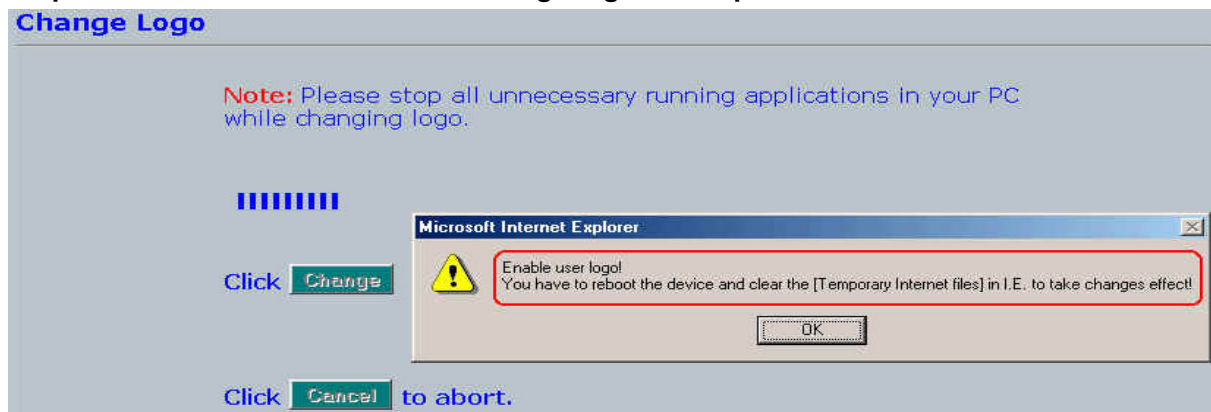 Change Logo
Note: Please stop all unnecessary running applications in your PC
while changing logo.
Microsoft Internet Explorer
Enable user logo!
You have to reboot the device and clear the [Temporary Internet files] in I.E. to take changes effect!
OK
Click Change
Click Cancel to abort.